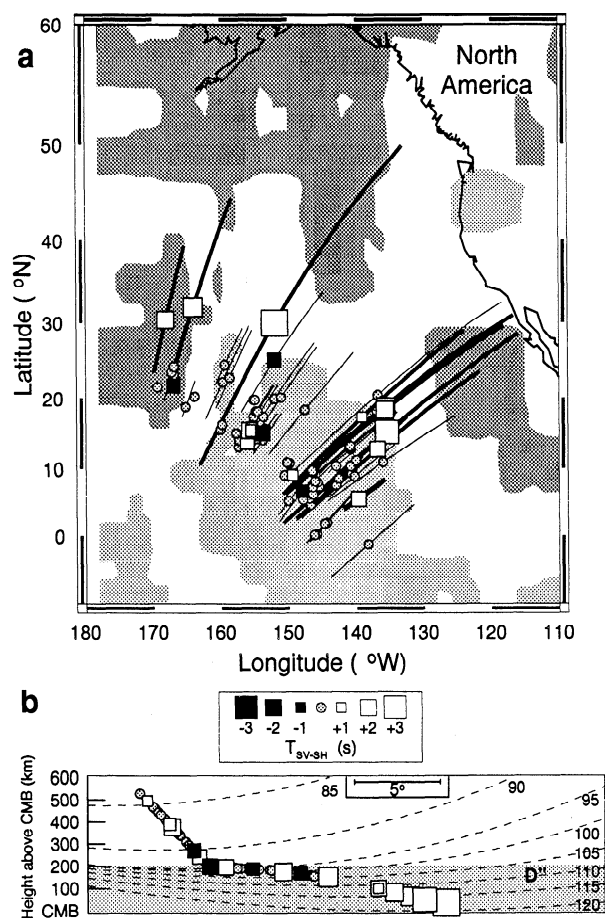 a
60
50
40
30
20
10
0
Latitude ( °N)
North
America
180 170 160 150 140 130 120 110
Longitude ( °W)
b
-3 -2 -1 +1 +2 +3
T SV-SH (s)
Height above CMB (km)
600
500
400
300
200
100
CMB
85
5°
90
95
100
105
110
115
120
D"